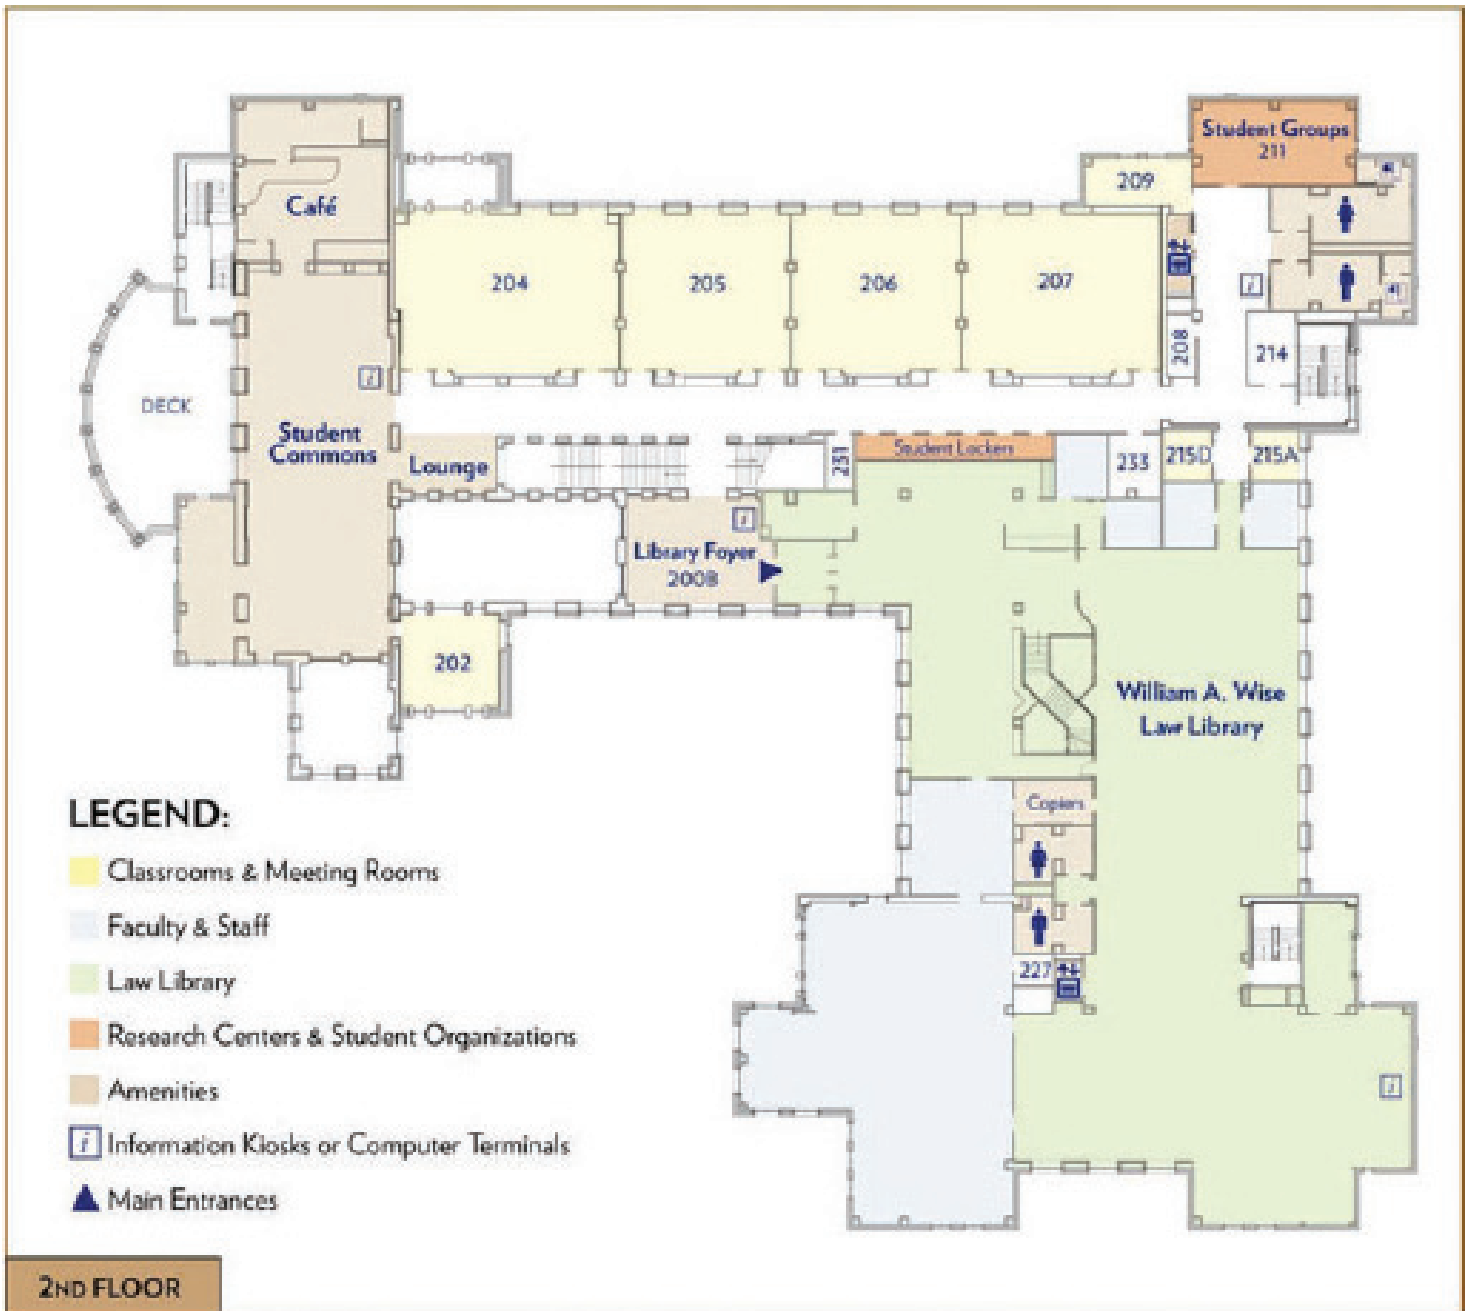 Student Groups
211
209
Café
204
205
206
207
208
214
DECK
Student
Commons
Lounge
231
Student Lockers
233
215D
215A
Library Foyer
200B
202
William A. Wise
Law Library
Copiers
227
LEGEND:
Classrooms & Meeting Rooms
Faculty & Staff
Law Library
Research Centers & Student Organizations
Amenities
i Information Kiosks or Computer Terminals
Main Entrances
2ND FLOOR